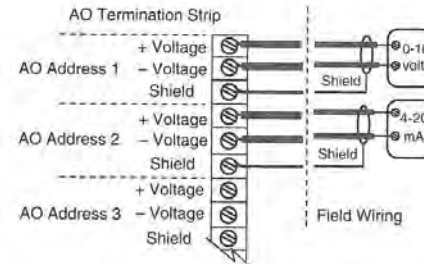 AO Termination Strip
+ Voltage
AO Address 1 – Voltage
Shield
+ Voltage
AO Address 2 – Voltage
Shield
+ Voltage
AO Address 3 – Voltage
Shield
Shield
Shield
Field Wiring
mA